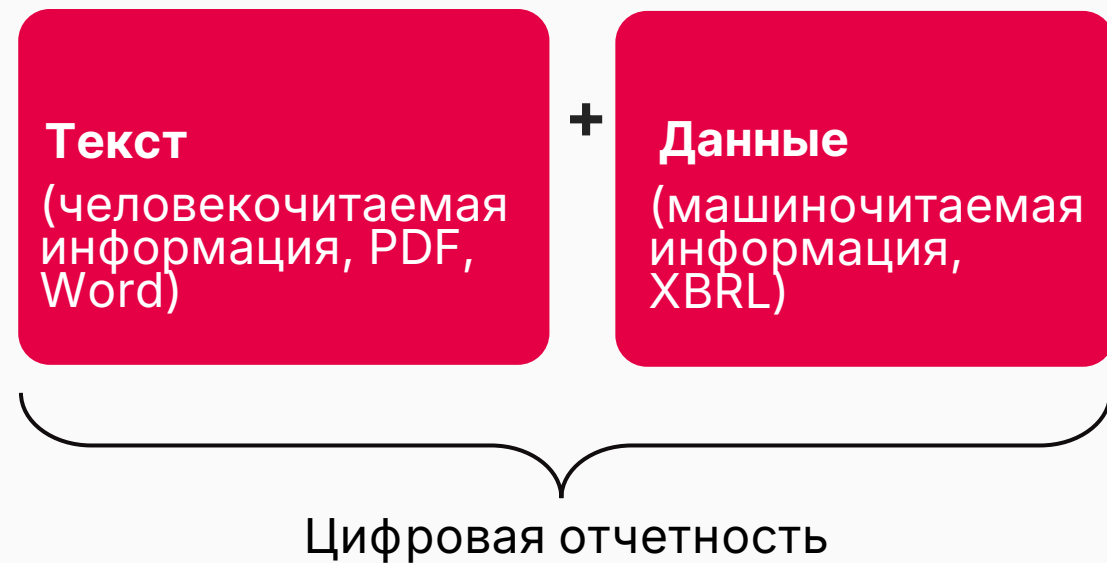 Текст
(человекочитаемая
информация, PDF,
Word)
+
Данные
(машиночитаемая
информация,
XBRL)
Цифровая отчетность